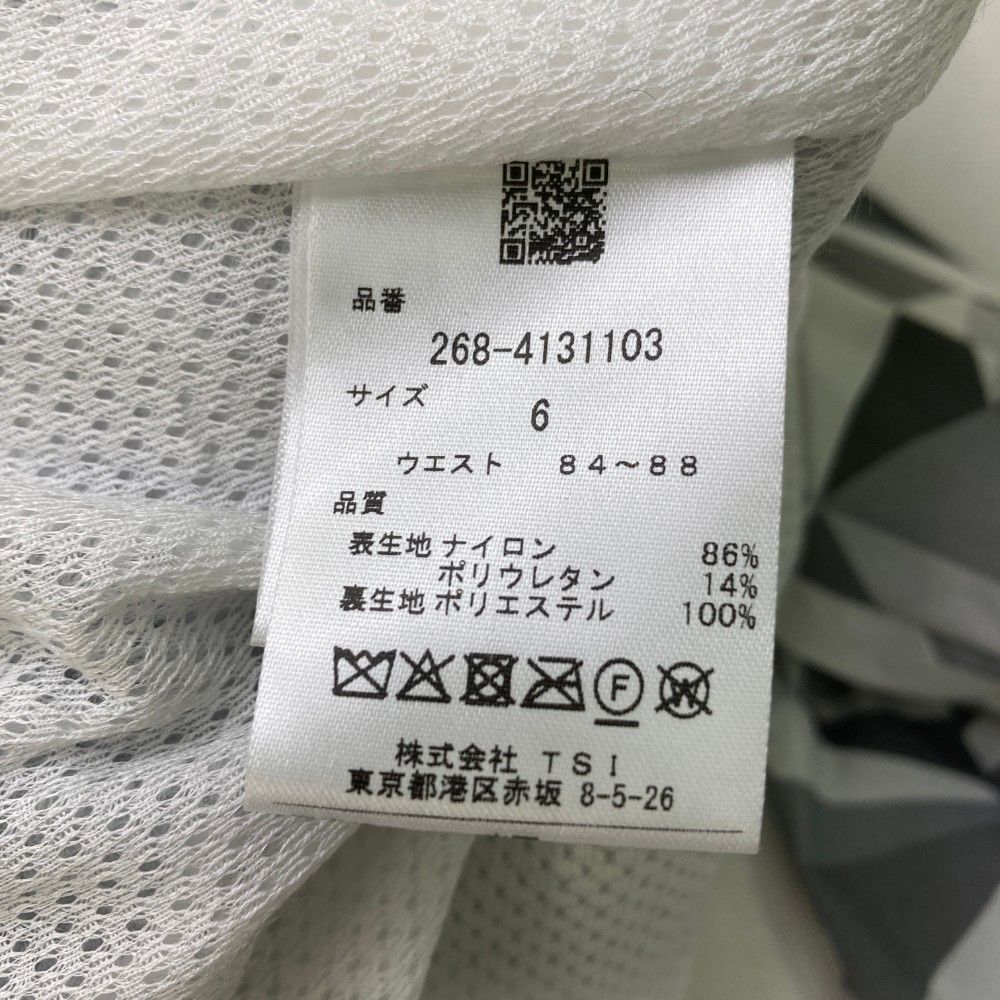 品番
268-4131103
サイズ 6
ウエスト ８４～８８
品質
表生地 ナイロン 86%
ポリウレタン 14%
裏生地 ポリエステル 100%
F W
株式会社 ＴＳＩ
東京都港区赤坂 8-5-26